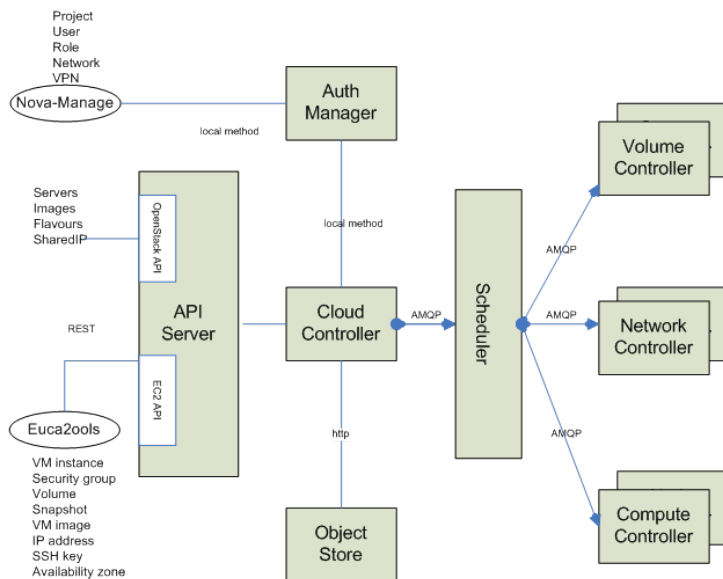 Project
User
Role
Network
VPN
Nova-Manage
local method
Auth
Manager
local method
Servers
Images
Flavours
SharedIP
OpenStack API
API
Server
REST
EC2 API
Euca2ools
VM instance
Security group
Volume
Snapshot
VM image
IP address
SSH key
Availability zone
Cloud
Controller
AMQP
http
Object
Store
Scheduler
AMQP
AMQP
AMQP
Volume
Controller
Network
Controller
Compute
Controller